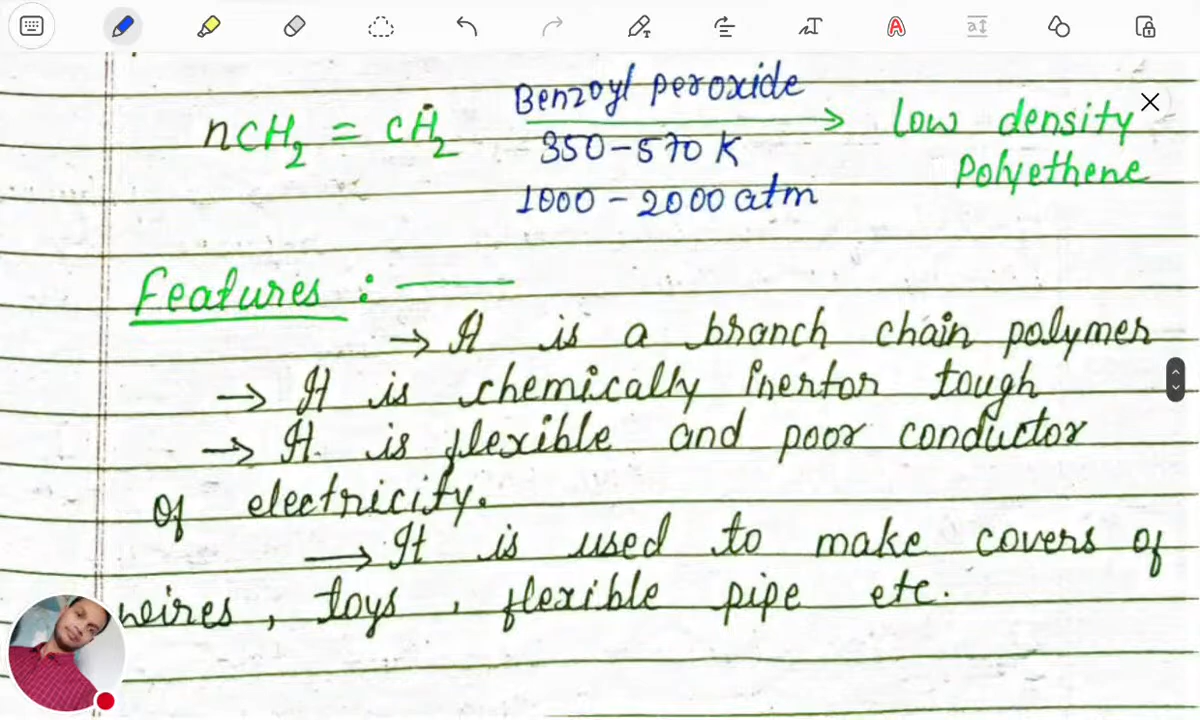 Benzoyl peroxide
nCH₂ = CH₂ → Low density
350-570 K Polyethene
1000 - 2000 atm
Features : —
→ It is a branch chain polymer
→ It is chemically inertor tough
→ It is flexible and poor conductor
of electricity.
→ It is used to make covers of
weires, toys, flexible pipe etc.